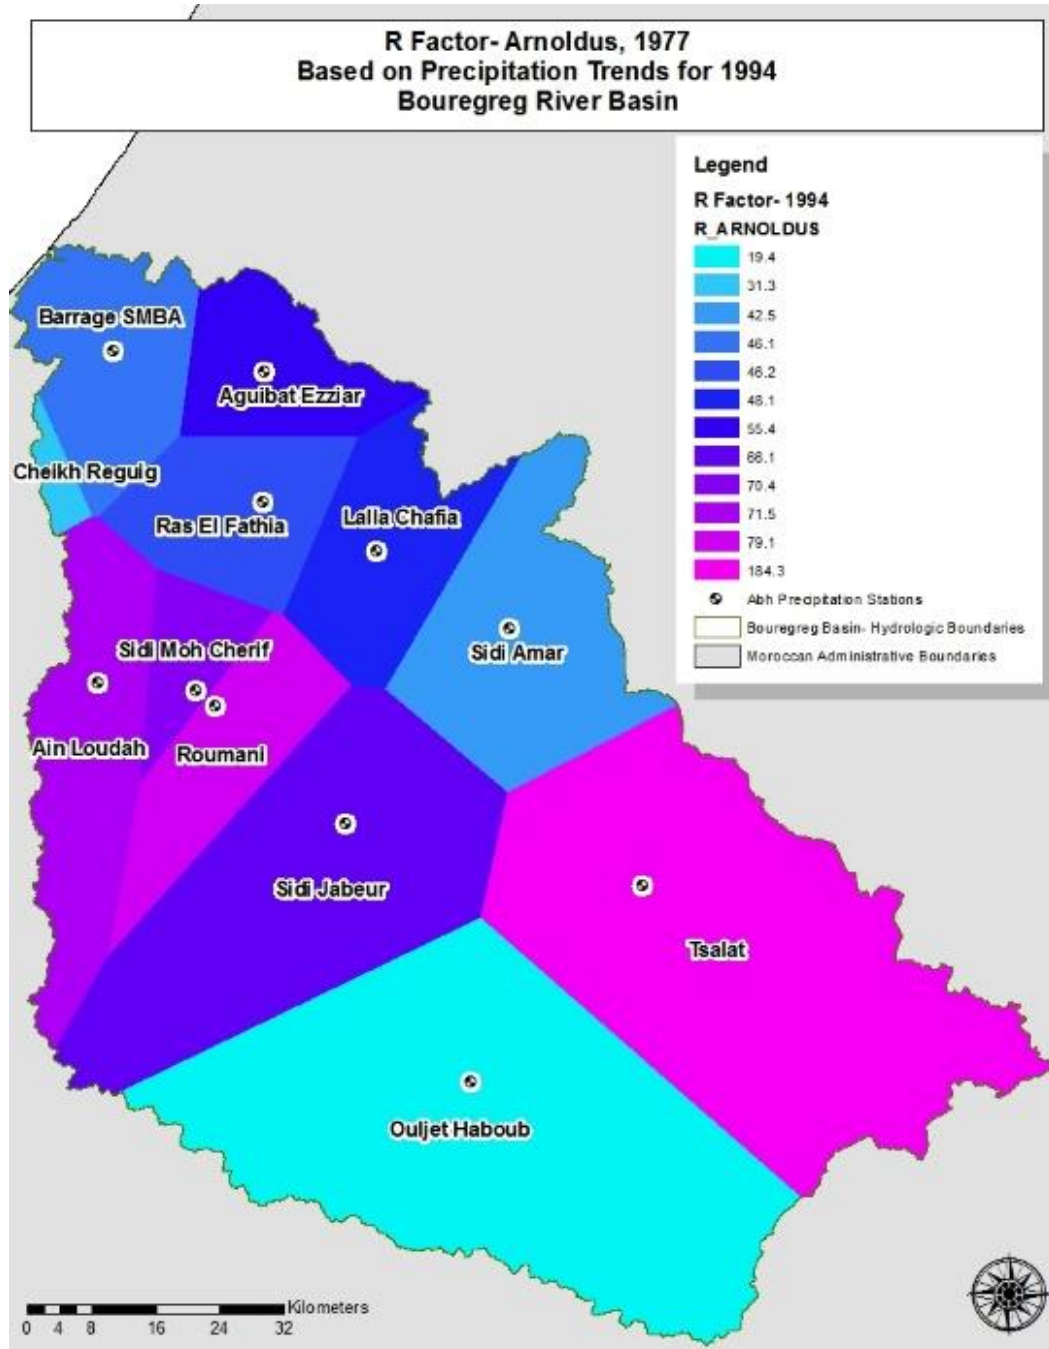 R Factor- Arnoldus, 1977
Based on Precipitation Trends for 1994
Bouregreg River Basin
Legend
R Factor- 1994
R_ARNOLDUS
19.4
31.3
42.5
46.1
46.2
48.1
55.4
66.1
70.4
71.5
79.1
184.3
Abh Precipitation Stations
Bouregreg Basin- Hydrologic Boundaries
Moroccan Administrative Boundaries
Barrage SMBA
Aguibat Ezziar
Cheikh Reguig
Ras El Fathia
Lalla Chafia
Sidi Moh Cherif
Sidi Amar
Ain Loudah
Roumani
Sidi Jabeur
Tsalat
Ouljet Haboub
Kilometers
0 4 8 16 24 32